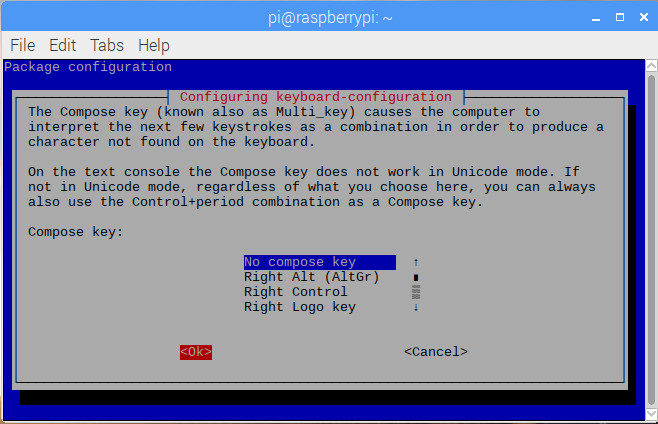 pi@raspberrypi: ~
File Edit Tabs Help
Package configuration
Configuring keyboard-configuration
The Compose key (known also as Multi_key) causes the computer to
interpret the next few keystrokes as a combination in order to produce a
character not found on the keyboard.
On the text console the Compose key does not work in Unicode mode. If
not in Unicode mode, regardless of what you choose here, you can always
also use the Control+period combination as a Compose key.
Compose key:
No compose key
Right Alt (AltGr)
Right Control
Right Logo key
<Ok> <Cancel>